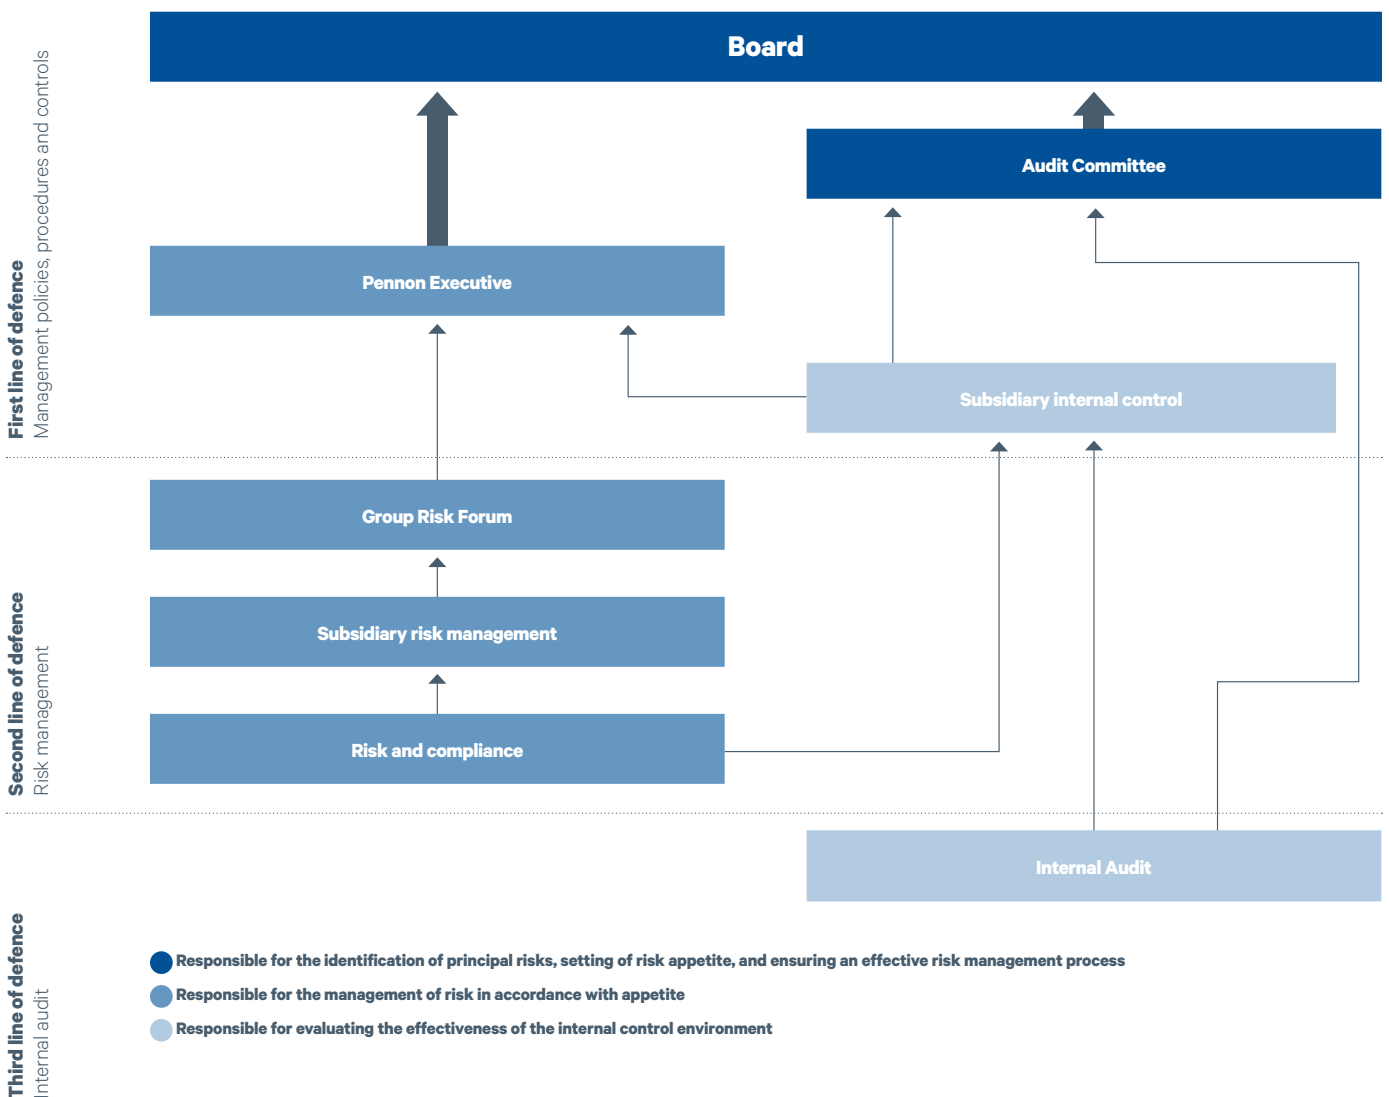 Board
First line of defence
Management policies, procedures and controls
Audit Committee
Pennon Executive
Subsidiary internal control
Second line of defence
Risk management
Group Risk Forum
Subsidiary risk management
Risk and compliance
Third line of defence
Internal audit
Internal Audit
Responsible for the identification of principal risks, setting of risk appetite, and ensuring an effective risk management process
Responsible for the management of risk in accordance with appetite
Responsible for evaluating the effectiveness of the internal control environment